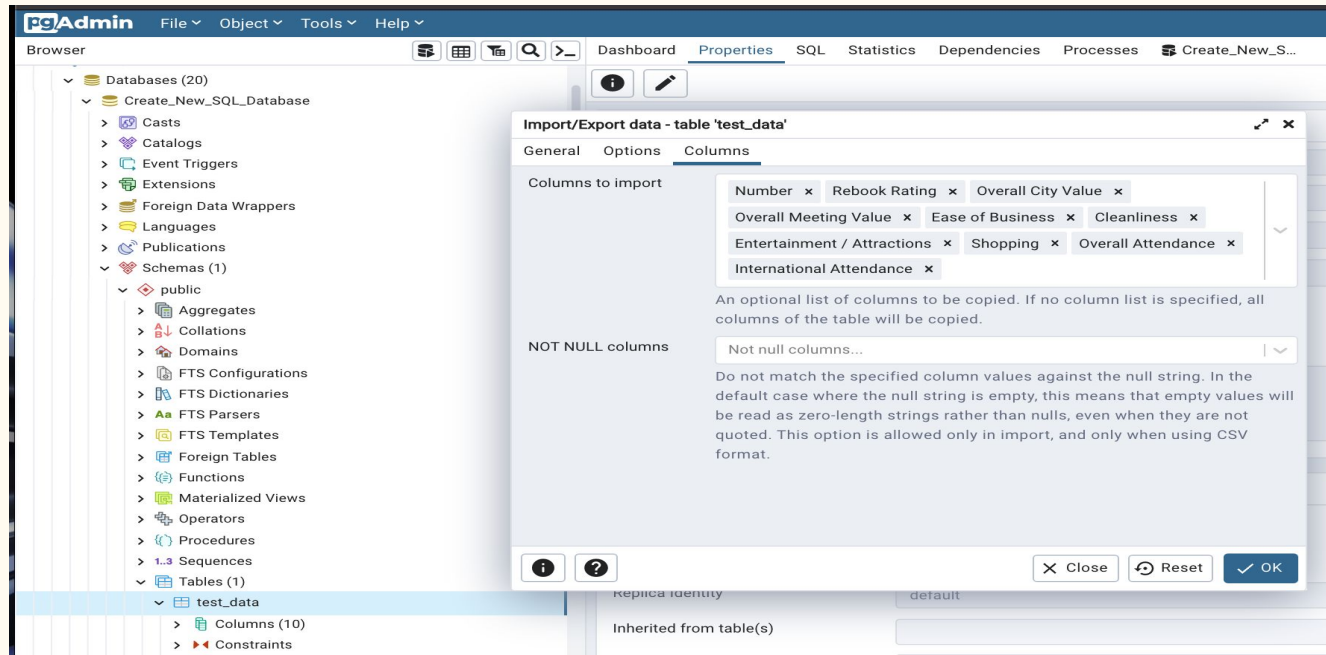 pgAdmin File Object Tools Help
Browser
Dashboard Properties SQL Statistics Dependencies Processes Create_New_S...
Databases (20)
Create_New_SQL_Database
Casts
Catalogs
Event Triggers
Extensions
Foreign Data Wrappers
Languages
Publications
Schemas (1)
public
Aggregates
Collations
Domains
FTS Configurations
FTS Dictionaries
Aa FTS Parsers
FTS Templates
Foreign Tables
Functions
Materialized Views
Operators
Procedures
1..3 Sequences
Tables (1)
test_data
Columns (10)
Constraints
Import/Export data - table 'test_data'
General Options Columns
Columns to import
Number × Rebook Rating × Overall City Value ×
Overall Meeting Value × Ease of Business × Cleanliness ×
Entertainment / Attractions × Shopping × Overall Attendance ×
International Attendance ×
An optional list of columns to be copied. If no column list is specified, all
columns of the table will be copied.
NOT NULL columns
Not null columns...
Do not match the specified column values against the null string. In the
default case where the null string is empty, this means that empty values will
be read as zero-length strings rather than nulls, even when they are not
quoted. This option is allowed only in import, and only when using CSV
format.
Close Reset OK
Replica Identity default
Inherited from table(s)